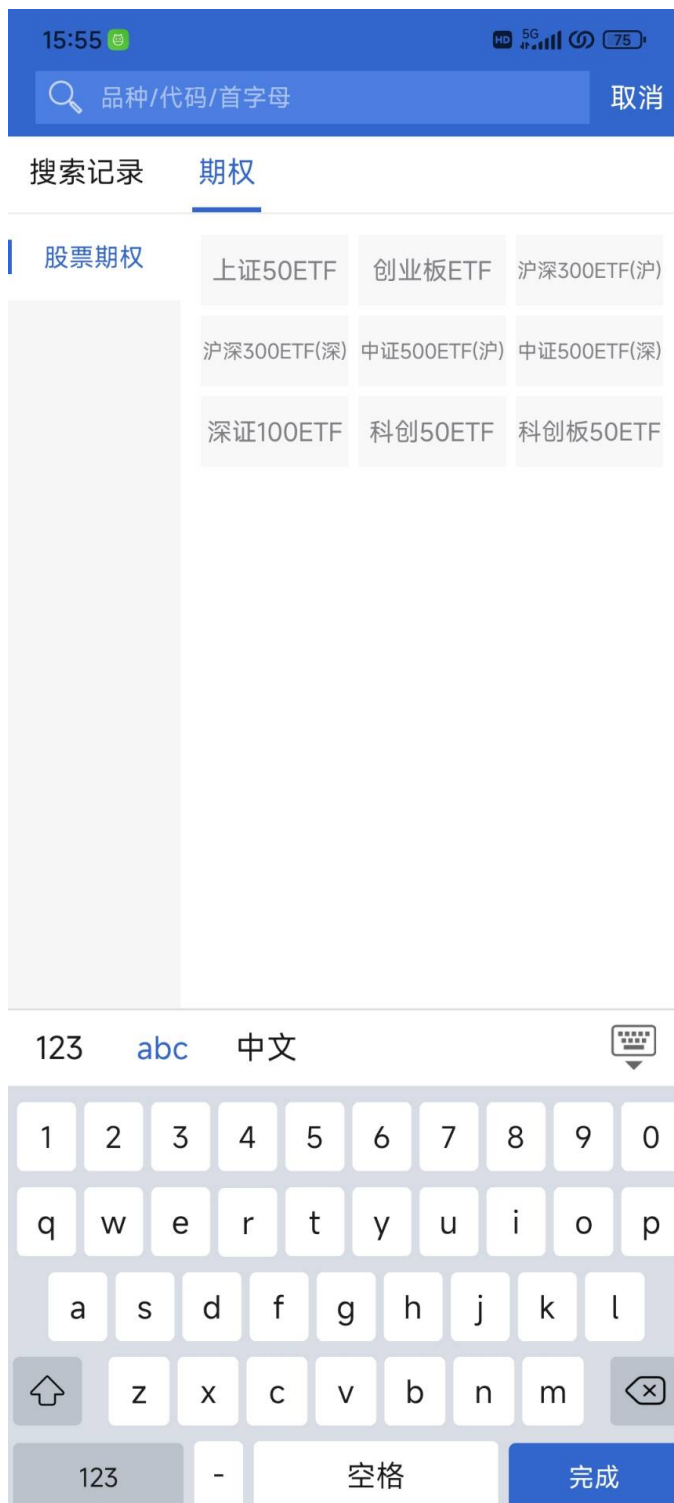 15:55 HD 5G 75
品种/代码/首字母 取消
搜索记录 期权
股票期权 上证50ETF 创业板ETF 沪深300ETF(沪)
沪深300ETF(深) 中证500ETF(沪) 中证500ETF(深)
深证100ETF 科创50ETF 科创板50ETF
123 abc 中文
1 2 3 4 5 6 7 8 9 0
q w e r t y u i o p
a s d f g h j k l
z x c v b n m
123 - 空格 完成